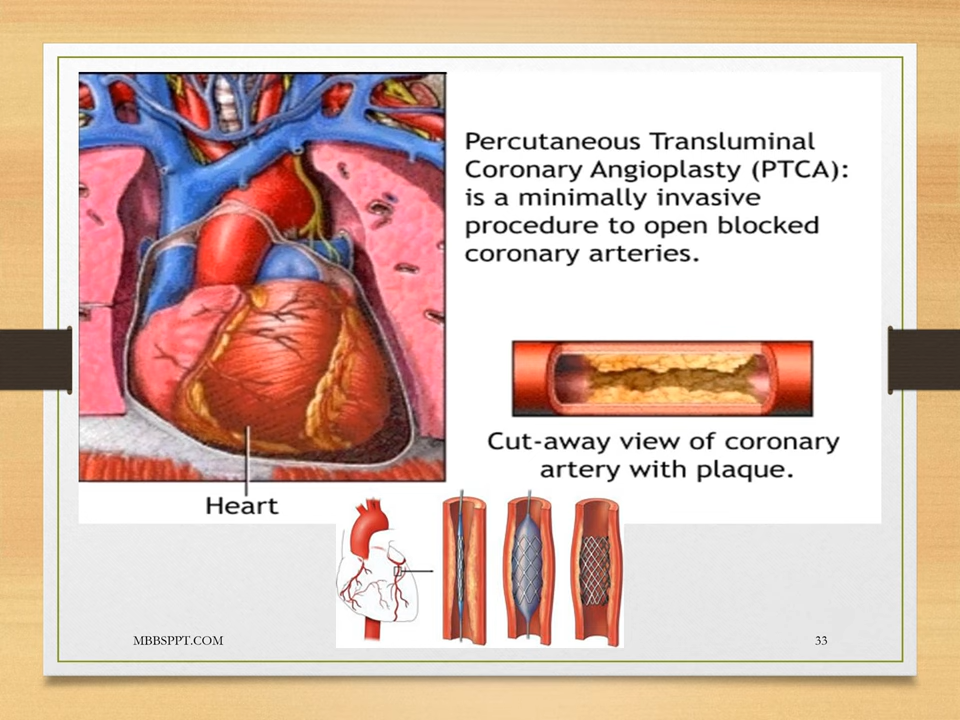 Percutaneous Transluminal
Coronary Angioplasty (PTCA):
is a minimally invasive
procedure to open blocked
coronary arteries.
Cut-away view of coronary
artery with plaque.
Heart
MBBSPPT.COM
33